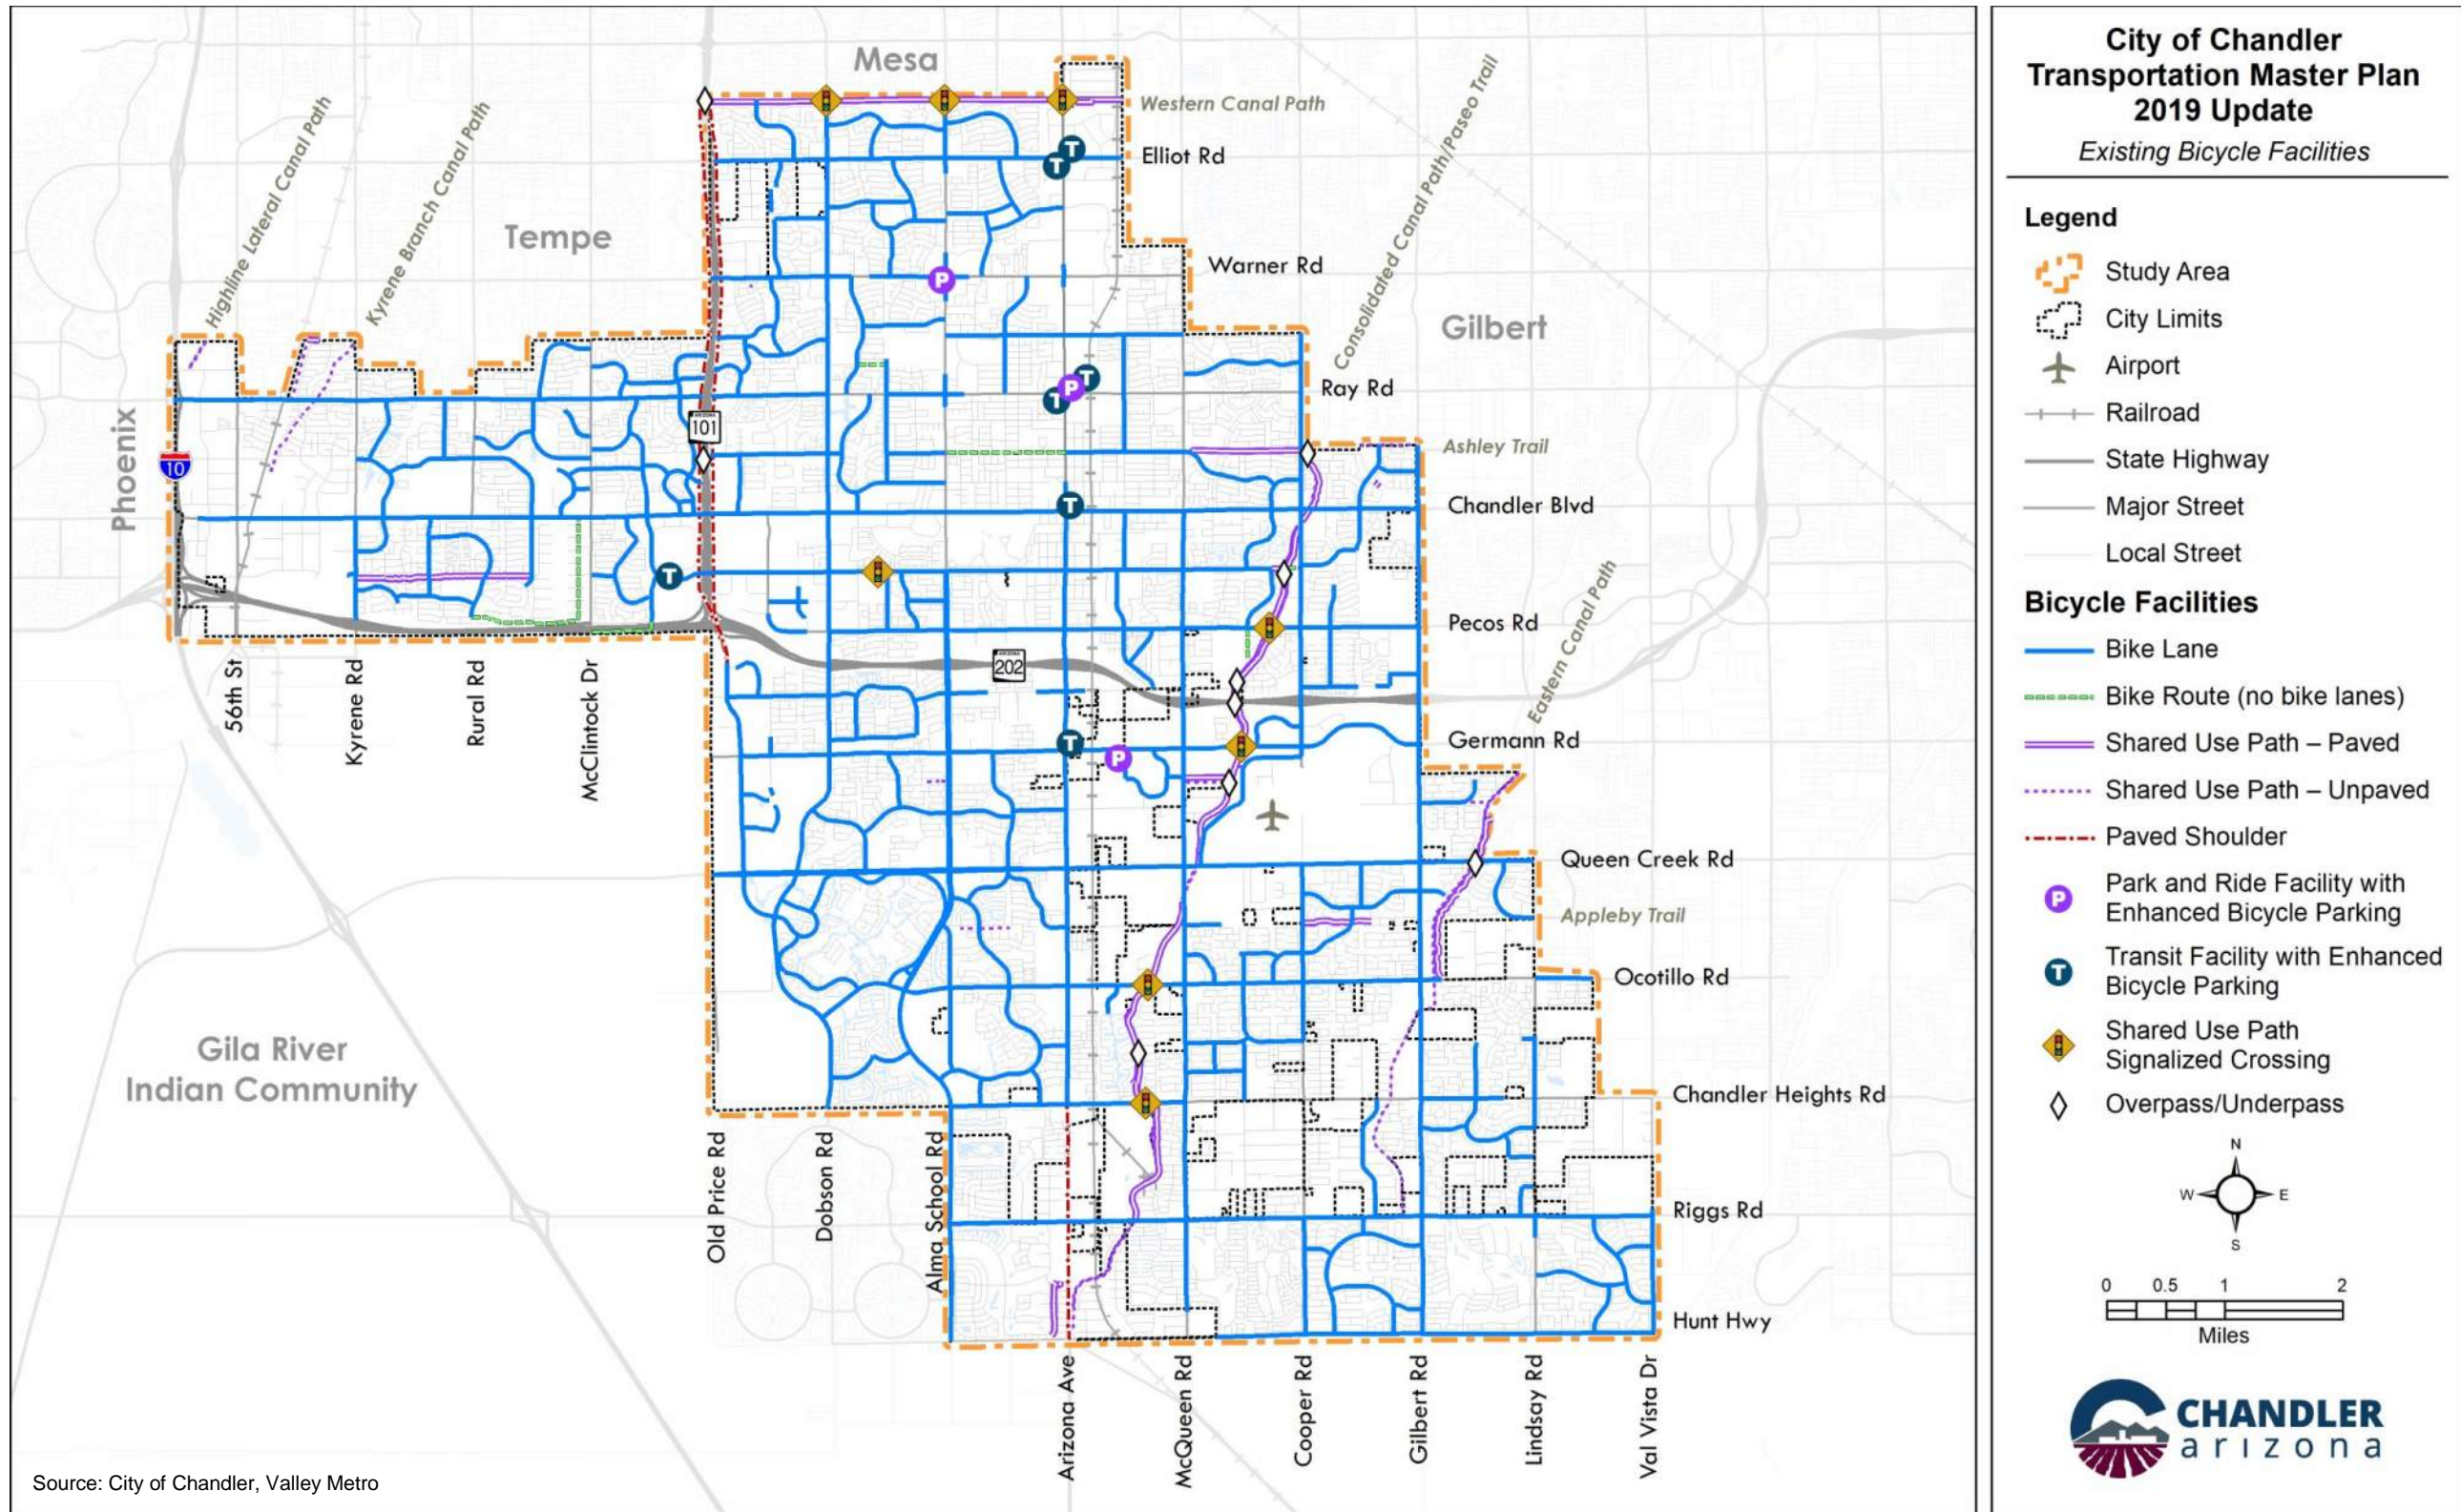 Mesa
Western Canal Path
Elliot Rd
Highline Lateral Canal Path
Kyrene Branch Canal Path
Consolidated Canal Path/Paseo Trail
Tempe
Warner Rd
Gilbert
Ray Rd
Phoenix
ARIZONA
101
10
Ashley Trail
Chandler Blvd
Eastern Canal Path
Pecos Rd
ARIZONA
202
56th St
Kyrene Rd
Rural Rd
McClintock Dr
Germann Rd
Queen Creek Rd
Appleby Trail
Ocotillo Rd
Gila River
Indian Community
Chandler Heights Rd
Old Price Rd
Dobson Rd
Alma School Rd
Riggs Rd
Hunt Hwy
Arizona Ave
McQueen Rd
Cooper Rd
Gilbert Rd
Lindsay Rd
Val Vista Dr
T
T
P
T
P
T
T
T
T
P
Source: City of Chandler, Valley Metro
City of Chandler
Transportation Master Plan
2019 Update
Existing Bicycle Facilities
Legend
Study Area
City Limits
Airport
Railroad
State Highway
Major Street
Local Street
Bicycle Facilities
Bike Lane
Bike Route (no bike lanes)
Shared Use Path – Paved
Shared Use Path – Unpaved
Paved Shoulder
P
Park and Ride Facility with
Enhanced Bicycle Parking
T
Transit Facility with Enhanced
Bicycle Parking
Shared Use Path
Signalized Crossing
Overpass/Underpass
N
W E
S
0 0.5 1 2
Miles
CHANDLER
arizona